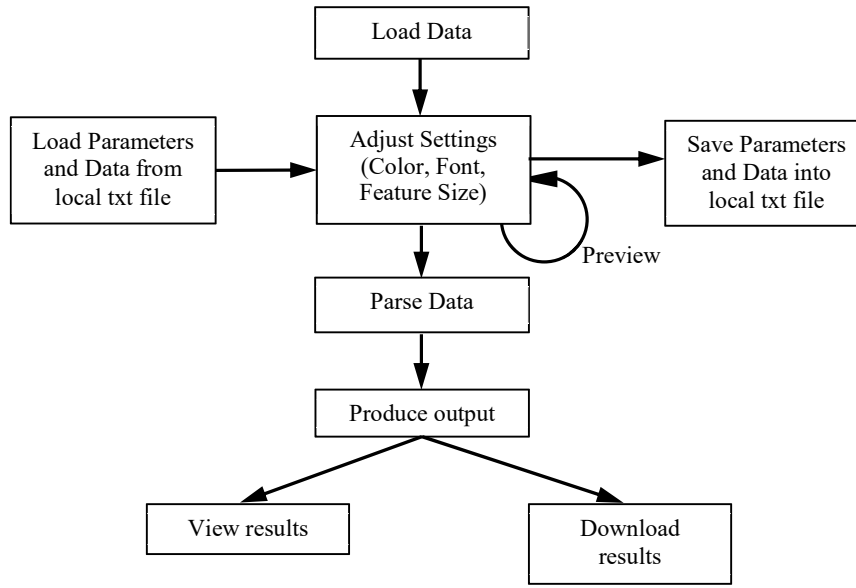 Load Data
Load Parameters
and Data from
local txt file
Adjust Settings
(Color, Font,
Feature Size)
Save Parameters
and Data into
local txt file
Preview
Parse Data
Produce output
View results
Download
results